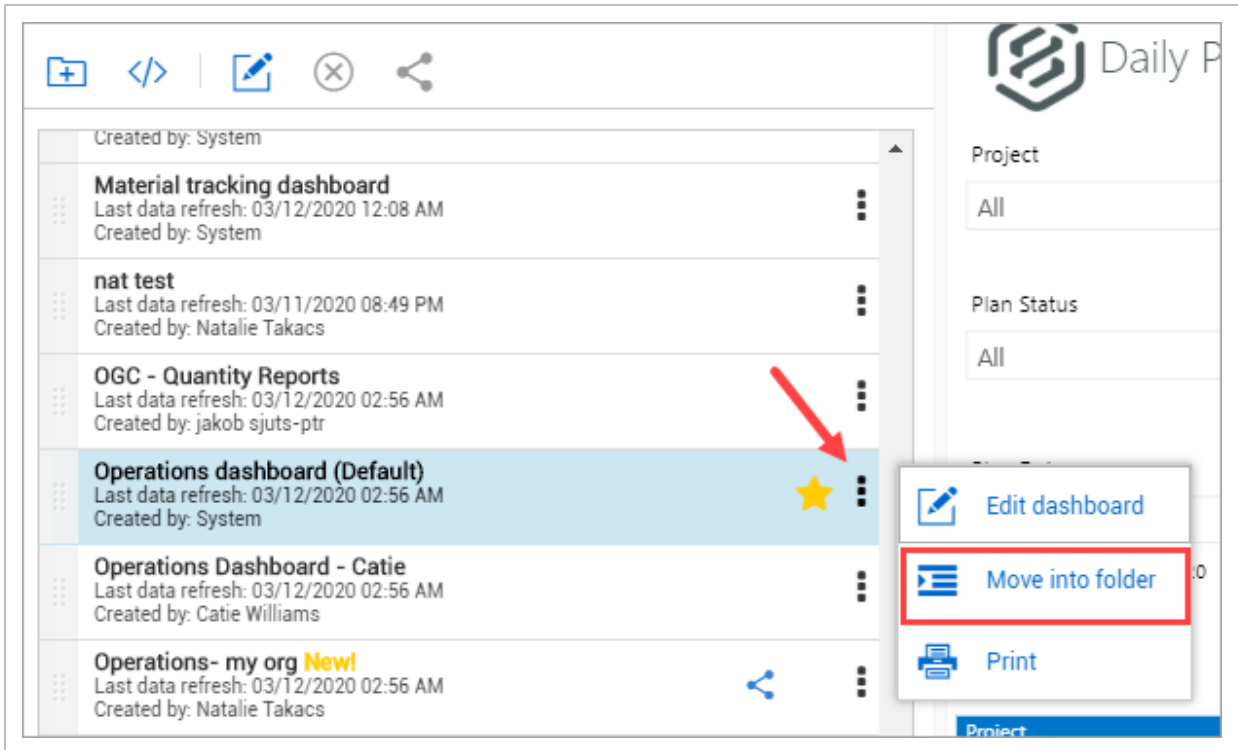 Created by: System
Material tracking dashboard
Last data refresh: 03/12/2020 12:08 AM
Created by: System
nat test
Last data refresh: 03/11/2020 08:49 PM
Created by: Natalie Takacs
OGC - Quantity Reports
Last data refresh: 03/12/2020 02:56 AM
Created by: jakob sjuts-ptr
Operations dashboard (Default)
Last data refresh: 03/12/2020 02:56 AM
Created by: System
Operations Dashboard - Catie
Last data refresh: 03/12/2020 02:56 AM
Created by: Catie Williams
Operations- my org New!
Last data refresh: 03/12/2020 02:56 AM
Created by: Natalie Takacs
Daily P
Project
All
Plan Status
All
Edit dashboard
Move into folder
Print
20
Project